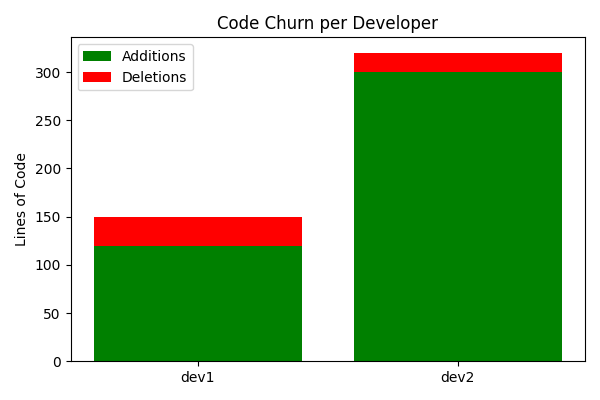 Code Churn per Developer
Additions
Deletions
Lines of Code
300
250
200
150
100
50
0
dev1
dev2